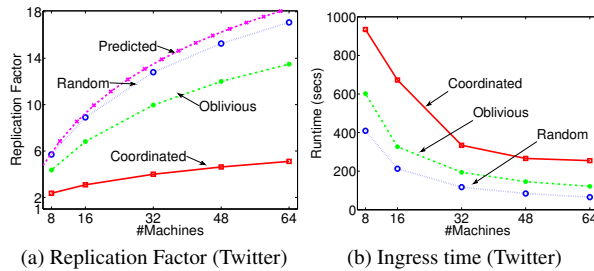 18
14
10
6
2
1
Replication Factor
Predicted
Random
Oblivious
Coordinated
8 16 32 48 64
#Machines
(a) Replication Factor (Twitter)
1000
800
600
400
200
0
Runtime (secs)
Coordinated
Oblivious
Random
8 16 32 48 64
#Machines
(b) Ingress time (Twitter)